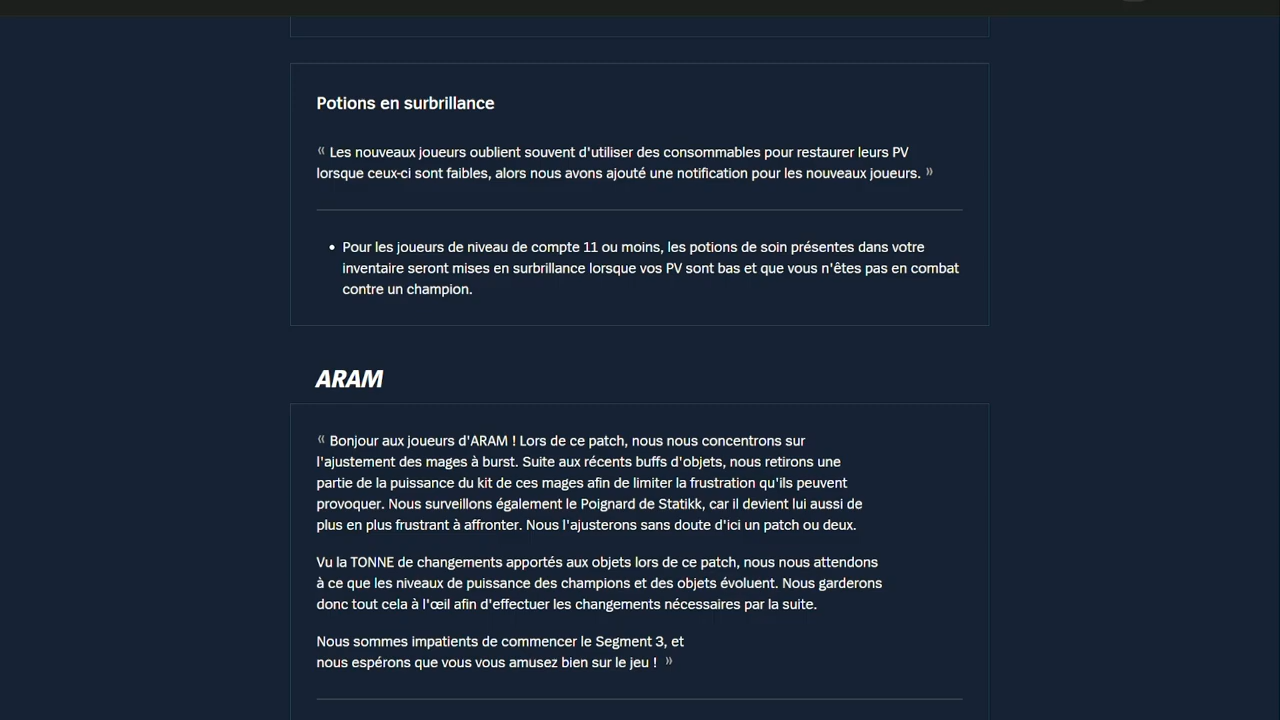 Potions en surbrillance
« Les nouveaux joueurs oublient souvent d'utiliser des consommables pour restaurer leurs PV
lorsque ceux-ci sont faibles, alors nous avons ajouté une notification pour les nouveaux joueurs. »
• Pour les joueurs de niveau de compte 11 ou moins, les potions de soin présentes dans votre
inventaire seront mises en surbrillance lorsque vos PV sont bas et que vous n'êtes pas en combat
contre un champion.
ARAM
« Bonjour aux joueurs d'ARAM ! Lors de ce patch, nous nous concentrons sur
l'ajustement des mages à burst. Suite aux récents buffs d'objets, nous retirons une
partie de la puissance du kit de ces mages afin de limiter la frustration qu'ils peuvent
provoquer. Nous surveillons également le Poignard de Statikk, car il devient lui aussi de
plus en plus frustrant à affronter. Nous l'ajusterons sans doute d'ici un patch ou deux.
Vu la TONNE de changements apportés aux objets lors de ce patch, nous nous attendons
à ce que les niveaux de puissance des champions et des objets évoluent. Nous garderons
donc tout cela à l'œil afin d'effectuer les changements nécessaires par la suite.
Nous sommes impatients de commencer le Segment 3, et
nous espérons que vous vous amusez bien sur le jeu ! »